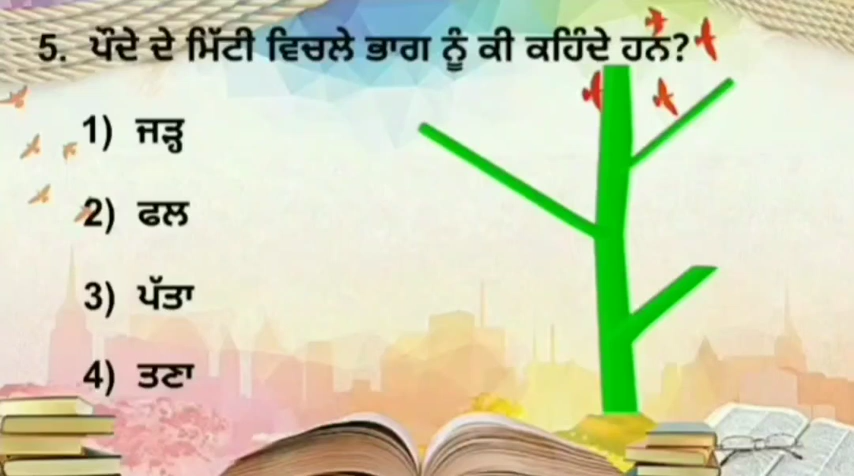 5. ਪੌਦੇ ਦੇ ਮਿੱਟੀ ਵਿਚਲੇ ਭਾਗ ਨੂੰ ਕੀ ਕਹਿੰਦੇ ਹਨ?
1) ਜੜ੍ਹ
2) ਫਲ
3) ਪੱਤਾ
4) ਤਣਾ